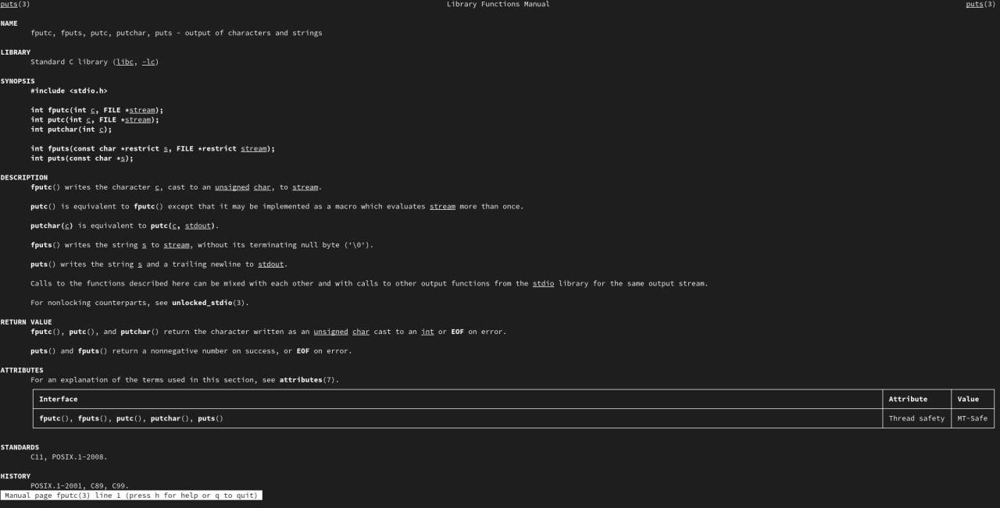 puts(3) Library Functions Manual puts(3)
NAME
fputc, fputs, putc, putchar, puts - output of characters and strings
LIBRARY
Standard C library (libc, -lc)
SYNOPSIS
#include <stdio.h>
int fputc(int c, FILE *stream);
int putc(int c, FILE *stream);
int putchar(int c);
int fputs(const char *restrict s, FILE *restrict stream);
int puts(const char *s);
DESCRIPTION
fputc() writes the character c, cast to an unsigned char, to stream.
putc() is equivalent to fputc() except that it may be implemented as a macro which evaluates stream more than once.
putchar(c) is equivalent to putc(c, stdout).
fputs() writes the string s to stream, without its terminating null byte ('\0').
puts() writes the string s and a trailing newline to stdout.
Calls to the functions described here can be mixed with each other and with calls to other output functions from the stdio library for the same output stream.
For nonlocking counterparts, see unlocked_stdio(3).
RETURN VALUE
fputc(), putc(), and putchar() return the character written as an unsigned char cast to an int or EOF on error.
puts() and fputs() return a nonnegative number on success, or EOF on error.
ATTRIBUTES
For an explanation of the terms used in this section, see attributes(7).
Interface Attribute Value
fputc(), fputs(), putc(), putchar(), puts() Thread safety MT-Safe
STANDARDS
C11, POSIX.1-2008.
HISTORY
POSIX.1-2001, C89, C99.
Manual page fputc(3) line 1 (press h for help or q to quit)